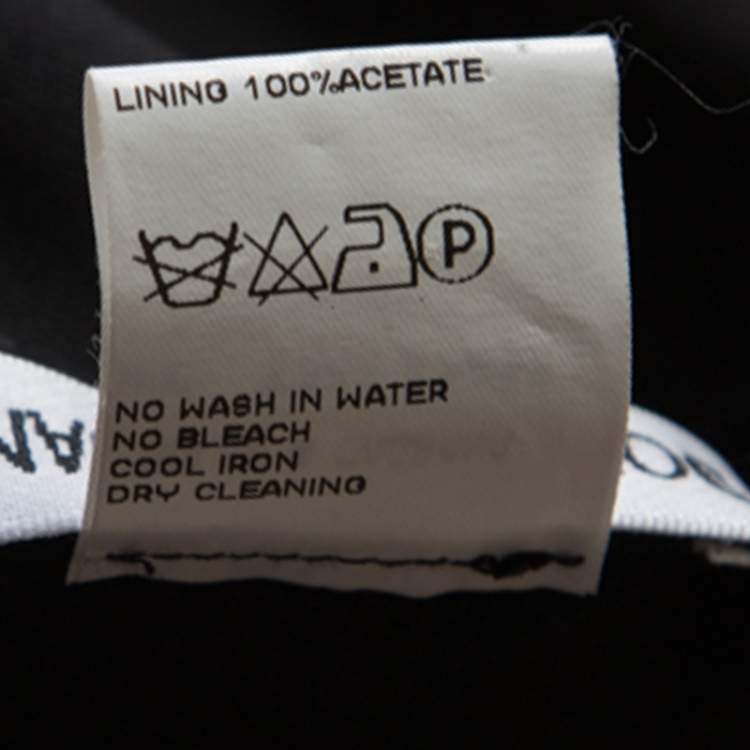 LINING 100%ACETATE
P
NO WASH IN WATER
NO BLEACH
COOL IRON
DRY CLEANING